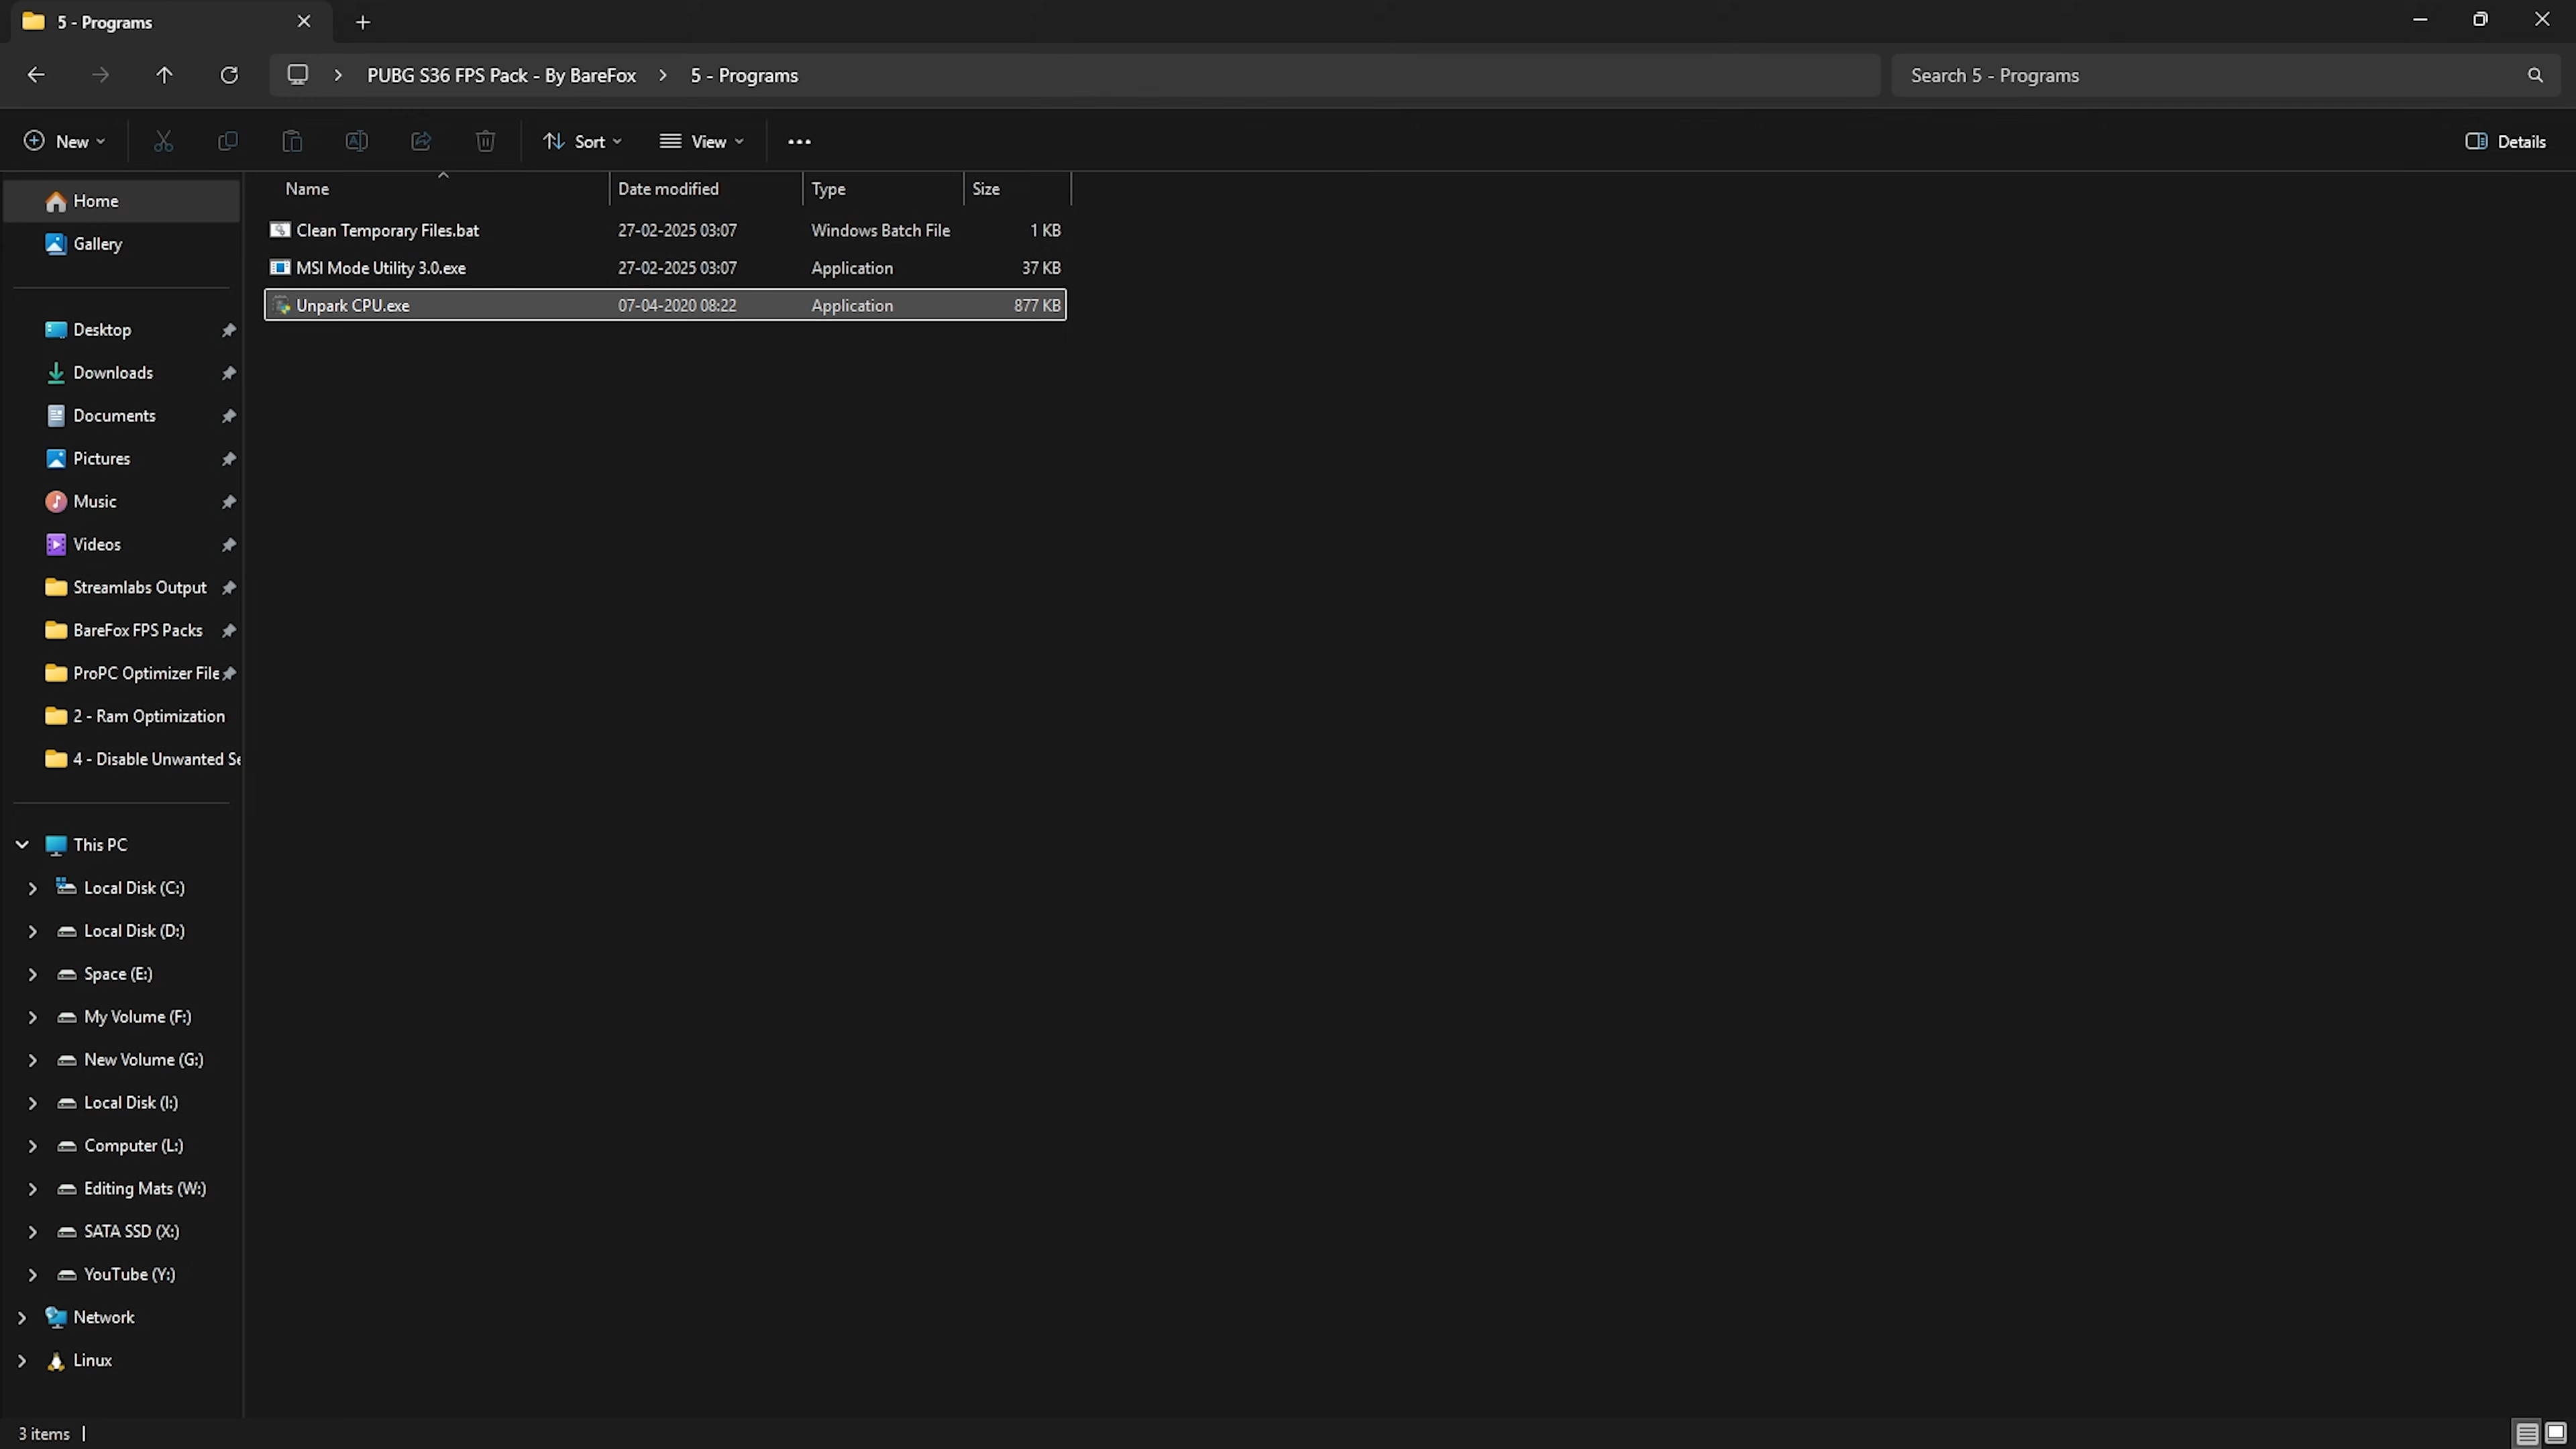 5 - Programs
PUBG S36 FPS Pack - By BareFox
5 - Programs
Search 5 - Programs
New
Sort
View
Details
Name
Date modified
Type
Size
Clean Temporary Files.bat 27-02-2025 03:07 Windows Batch File 1 KB
MSI Mode Utility 3.0.exe 27-02-2025 03:07 Application 37 KB
Unpark CPU.exe 07-04-2020 08:22 Application 877 KB
Home
Gallery
Desktop
Downloads
Documents
Pictures
Music
Videos
Streamlabs Output
BareFox FPS Packs
ProPC Optimizer File
2 - Ram Optimization
4 - Disable Unwanted Se
This PC
Local Disk (C:)
Local Disk (D:)
Space (E:)
My Volume (F:)
New Volume (G:)
Local Disk (I:)
Computer (L:)
Editing Mats (W:)
SATA SSD (X:)
YouTube (Y:)
Network
Linux
3 items